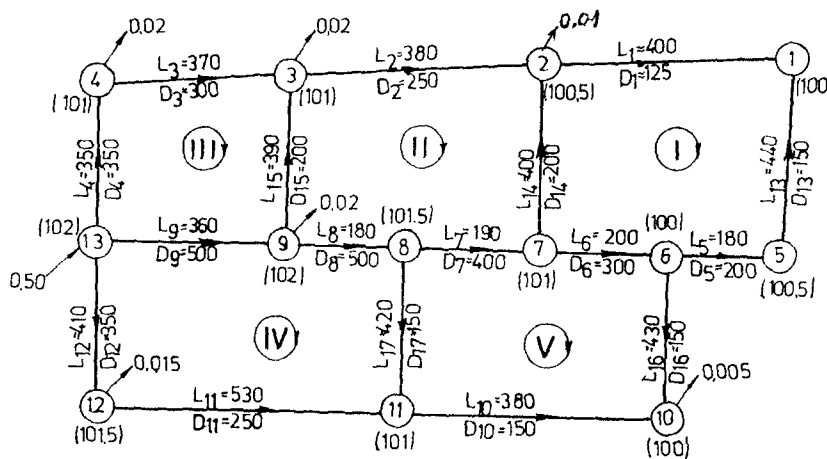 0,02
0,02
0,01
L3=370
D3=300
L2=380
D2=250
L1=400
D1=125
4
3
2
1
(101)
(101)
(100,5)
(100
L4=350
D4=350
III
L15=390
D15=200
II
L14=400
D14=200
I
L13=440
D13=150
(102)
13
L9=360
D9=500
0,02
9
(102)
L8=180
D8=500
(101,5)
8
L7=190
D7=400
7
(101)
L6=200
D6=300
(100)
6
L5=180
D5=200
5
(100,5)
0,50
L12=410
D12=350
IV
L17=420
D17=150
V
L16=430
D16=150
0,015
12
(101,5)
L11=530
D11=250
11
(101)
L10=380
D10=150
10
(100)
0,005